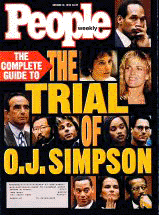 People
weekly
THE
COMPLETE
GUIDE TO
THE
TRIAL
OF
O.J. SIMPSON